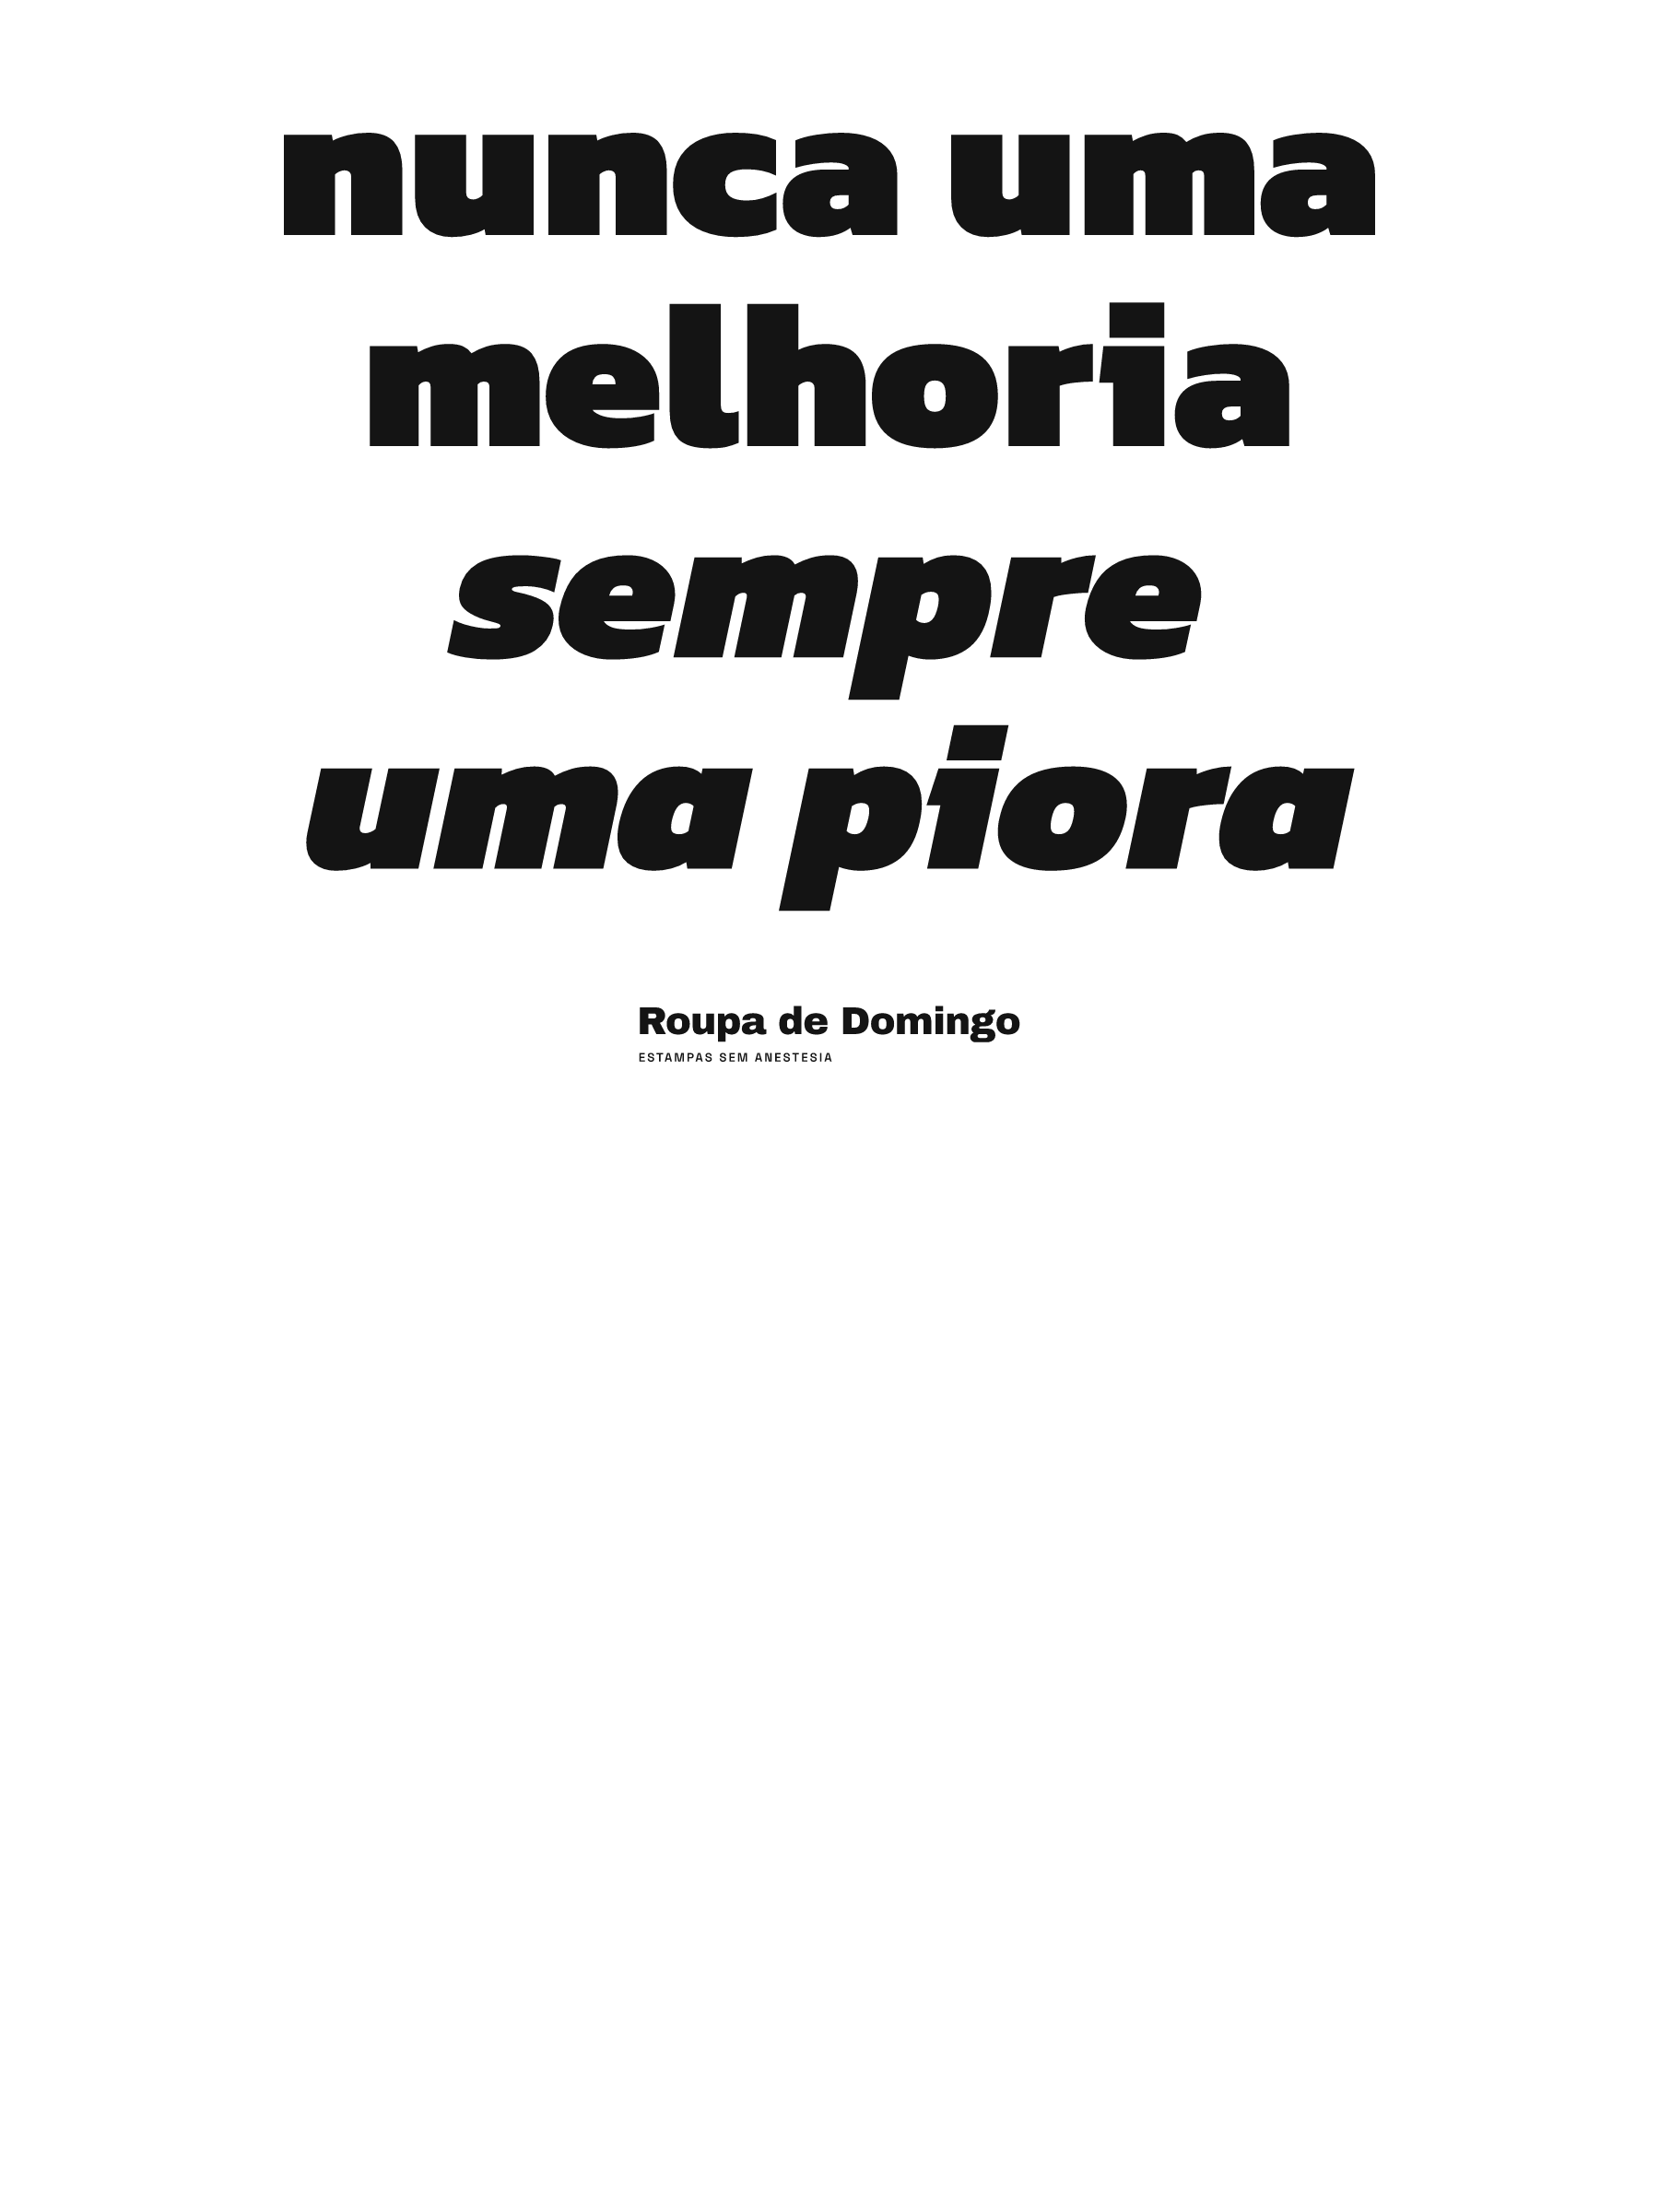 nunca uma
melhoria
sempre
uma piora
Roupa de Domingo
ESTAMPAS SEM ANESTESIA